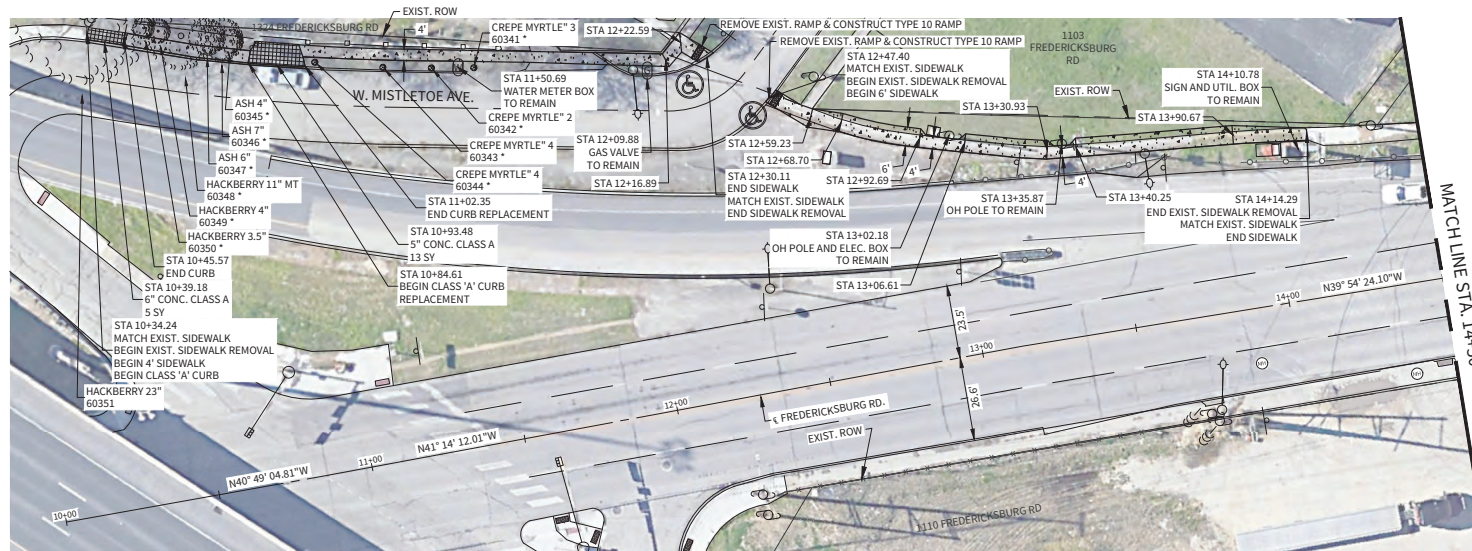 EXIST. ROW
1324 FREDERICKSBURG RD
4'
CREPE MYRTLE" 3
60341 *
STA 12+22.59
REMOVE EXIST. RAMP & CONSTRUCT TYPE 10 RAMP
REMOVE EXIST. RAMP & CONSTRUCT TYPE 10 RAMP
1103
FREDERICKSBURG
RD
STA 12+47.40
MATCH EXIST. SIDEWALK
BEGIN EXIST. SIDEWALK REMOVAL
BEGIN 6' SIDEWALK
STA 14+10.78
SIGN AND UTIL. BOX
TO REMAIN
EXIST. ROW
STA 13+30.93
STA 13+90.67
STA 11+50.69
WATER METER BOX
TO REMAIN
W. MISTLETOE AVE.
CREPE MYRTLE" 2
60342 *
CREPE MYRTLE" 4
60343 *
CREPE MYRTLE" 4
60344 *
ASH 4"
60345 *
ASH 7"
60346 *
ASH 6"
60347 *
HACKBERRY 11" MT
60348 *
HACKBERRY 4"
60349 *
HACKBERRY 3.5"
60350 *
STA 12+09.88
GAS VALVE
TO REMAIN
STA 12+16.89
STA 12+59.23
STA 12+68.70
STA 12+30.11
END SIDEWALK
MATCH EXIST. SIDEWALK
END SIDEWALK REMOVAL
6'
4'
STA 12+92.69
4'
STA 13+35.87
OH POLE TO REMAIN
STA 13+40.25
STA 14+14.29
END EXIST. SIDEWALK REMOVAL
MATCH EXIST. SIDEWALK
END SIDEWALK
STA 13+02.18
OH POLE AND ELEC. BOX
TO REMAIN
STA 13+06.61
STA 11+02.35
END CURB REPLACEMENT
STA 10+93.48
5" CONC. CLASS A
13 SY
STA 10+84.61
BEGIN CLASS 'A' CURB
REPLACEMENT
STA 10+45.57
END CURB
STA 10+39.18
6" CONC. CLASS A
5 SY
STA 10+34.24
MATCH EXIST. SIDEWALK
BEGIN EXIST. SIDEWALK REMOVAL
BEGIN 4' SIDEWALK
BEGIN CLASS 'A' CURB
HACKBERRY 23"
60351
23.5'
26.6'
10+00
N40° 49' 04.81"W
11+00
N41° 14' 12.01"W
12+00
℄ FREDERICKSBURG RD.
13+00
14+00
N39° 54' 24.10"W
EXIST. ROW
1110 FREDERICKSBURG RD
MATCH LINE STA. 14+50